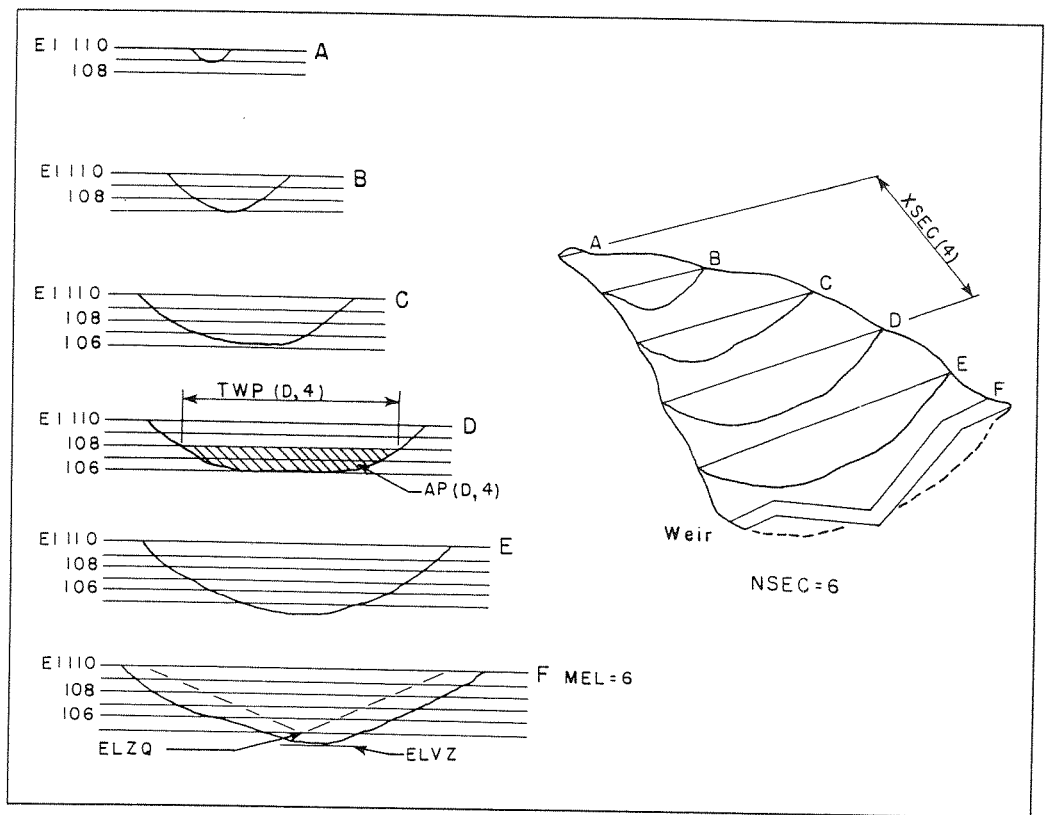 El 110
108
A
El 110
108
B
El 110
108
106
C
TWP (D,4)
El 110
108
106
D
AP (D,4)
El 110
108
106
E
El 110
108
106
F MEL=6
ELZQ
ELVZ
A
B
C
D
E
F
XSEC (4)
Weir
NSEC=6